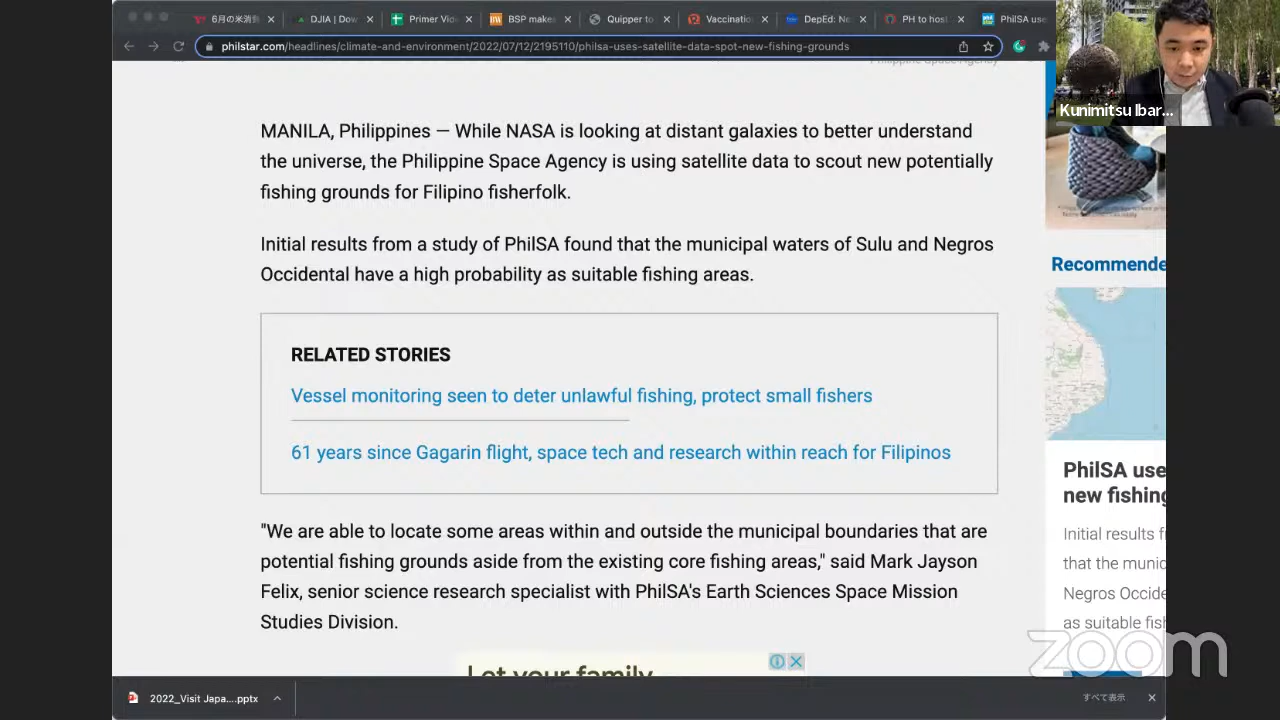 6月の米消費
DJIA | Dow
Primer Vid
BSP makes
Quipper to
Vaccinatio
DepEd: Ne
PH to host
PhilSA use
philstar.com/headlines/climate-and-environment/2022/07/12/2195110/philsa-uses-satellite-data-spot-new-fishing-grounds
Kunimitsu Ibar...
Philippine Space Agency
MANILA, Philippines — While NASA is looking at distant galaxies to better understand
the universe, the Philippine Space Agency is using satellite data to scout new potentially
fishing grounds for Filipino fisherfolk.
Initial results from a study of PhilSA found that the municipal waters of Sulu and Negros
Occidental have a high probability as suitable fishing areas.
RELATED STORIES
Vessel monitoring seen to deter unlawful fishing, protect small fishers
61 years since Gagarin flight, space tech and research within reach for Filipinos
"We are able to locate some areas within and outside the municipal boundaries that are
potential fishing grounds aside from the existing core fishing areas," said Mark Jayson
Felix, senior science research specialist with PhilSA's Earth Sciences Space Mission
Studies Division.
Let your family
Recommende
PhilSA use
new fishing
Initial results f
that the munic
Negros Occide
as suitable fish
zoom
2022_Visit Japa....pptx
すべて表示